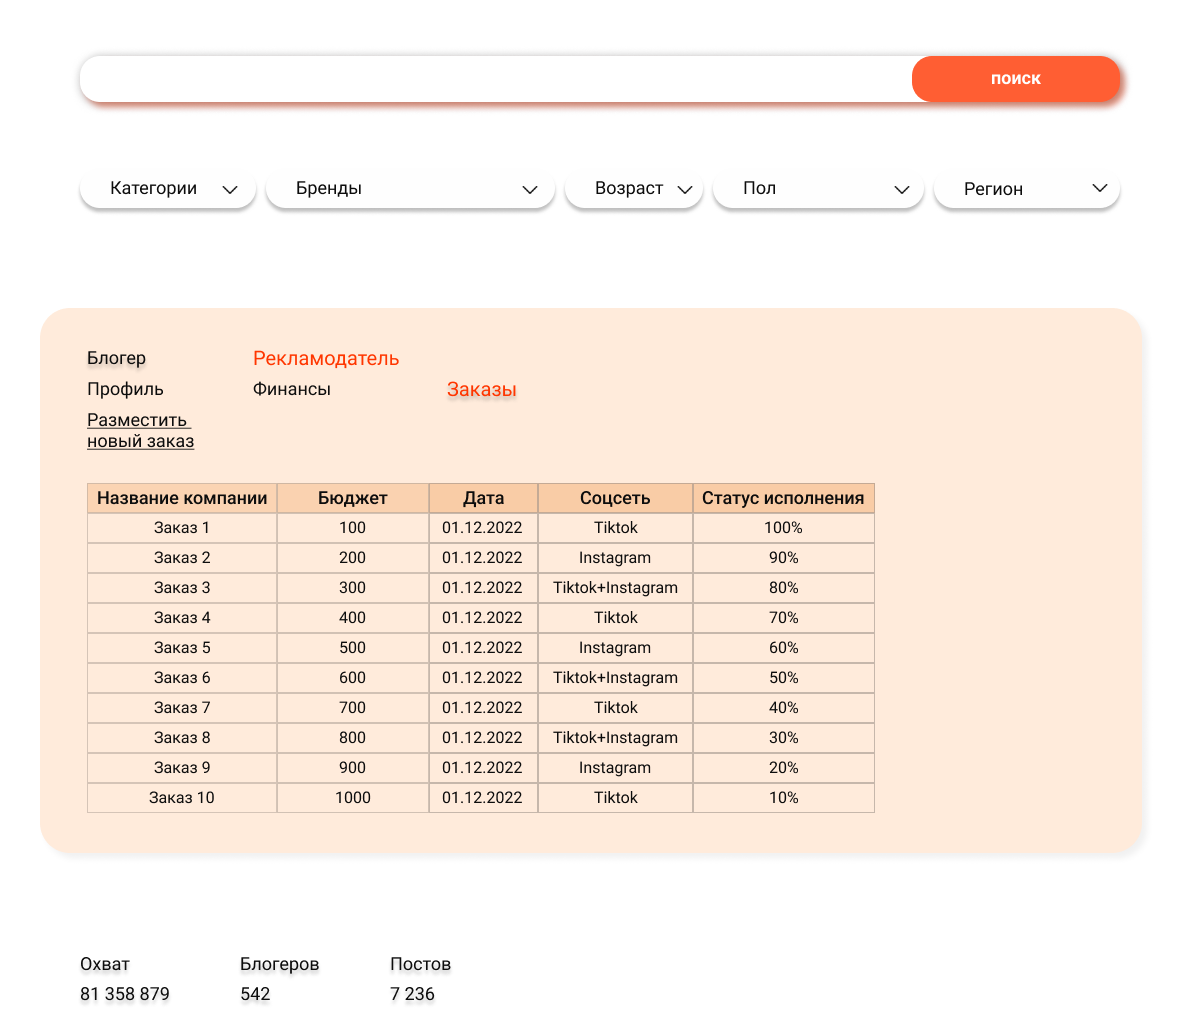 поиск
Категории Бренды Возраст Пол Регион
Блогер Рекламодатель
Профиль Финансы Заказы
Разместить
новый заказ
Название компании Бюджет Дата Соцсеть Статус исполнения
Заказ 1 100 01.12.2022 Tiktok 100%
Заказ 2 200 01.12.2022 Instagram 90%
Заказ 3 300 01.12.2022 Tiktok+Instagram 80%
Заказ 4 400 01.12.2022 Tiktok 70%
Заказ 5 500 01.12.2022 Instagram 60%
Заказ 6 600 01.12.2022 Tiktok+Instagram 50%
Заказ 7 700 01.12.2022 Tiktok 40%
Заказ 8 800 01.12.2022 Tiktok+Instagram 30%
Заказ 9 900 01.12.2022 Instagram 20%
Заказ 10 1000 01.12.2022 Tiktok 10%
Охват Блогеров Постов
81 358 879 542 7 236